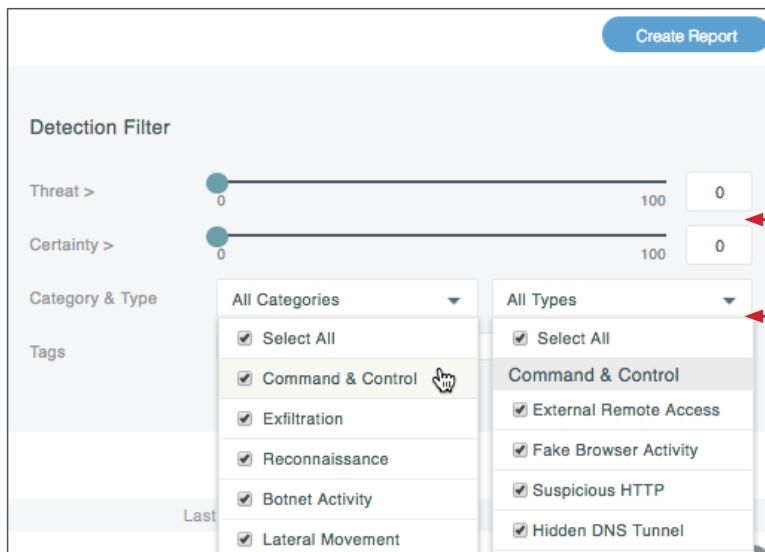 Create Report
Detection Filter
Threat >
0
100
0
Certainty >
0
100
0
Category & Type
All Categories
All Types
Tags
Select All
Command & Control
Exfiltration
Reconnaissance
Botnet Activity
Lateral Movement
Select All
Command & Control
External Remote Access
Fake Browser Activity
Suspicious HTTP
Hidden DNS Tunnel
Last